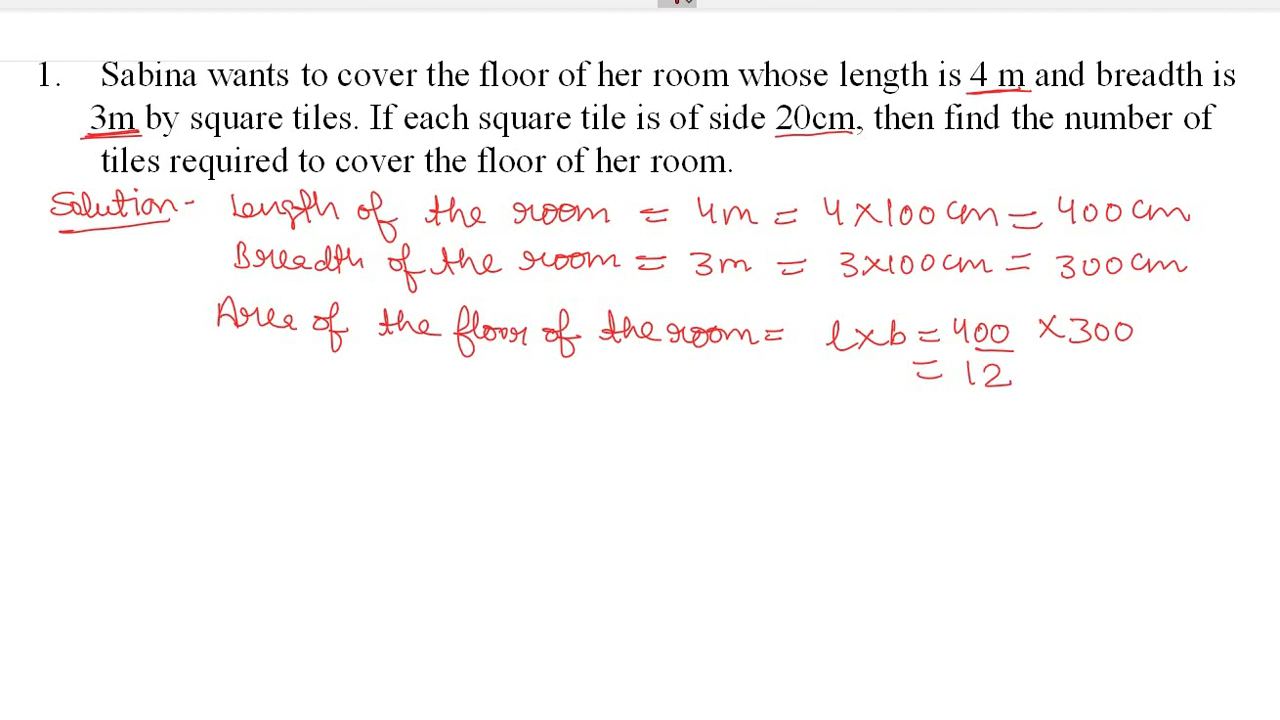 1. Sabina wants to cover the floor of her room whose length is 4 m and breadth is
3m by square tiles. If each square tile is of side 20cm, then find the number of
tiles required to cover the floor of her room.
Solution - Length of the room = 4m = 4×100 cm = 400 cm
Breadth of the room = 3m = 3×100 cm = 300 cm
Area of the floor of the room = l×b = 400 ×300
= 12